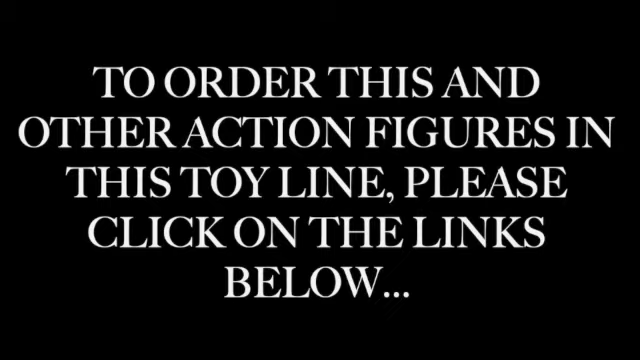 TO ORDER THIS AND
OTHER ACTION FIGURES IN
THIS TOY LINE, PLEASE
CLICK ON THE LINKS
BELOW...